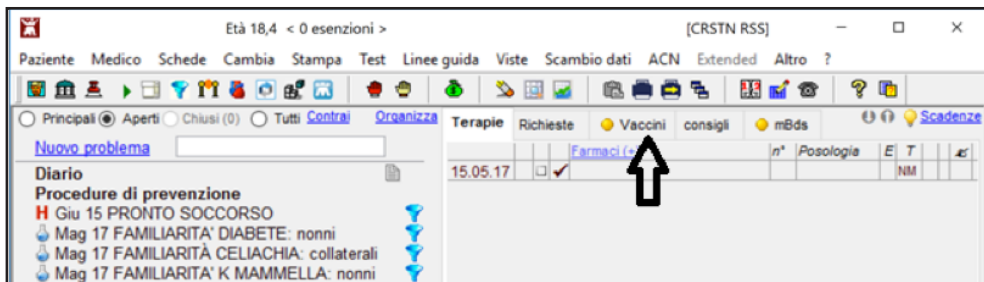 Età 18,4 < 0 esenzioni > [CRSTN RSS]
Paziente Medico Schede Cambia Stampa Test Linee guida Viste Scambio dati ACN Extended Altro ?
Principali Aperti Chiusi (0) Tutti Contrai Organizza
Terapie Richieste Vaccini consigli mBds Scadenze
Nuovo problema
Farmaci (+) n° Posologia E T
Diario
15.05.17 NM
Procedure di prevenzione
H Giu 15 PRONTO SOCCORSO
Mag 17 FAMILIARITA' DIABETE: nonni
Mag 17 FAMILIARITÀ CELIACHIA: collaterali
Mag 17 FAMILIARITA' K MAMMELLA: nonni